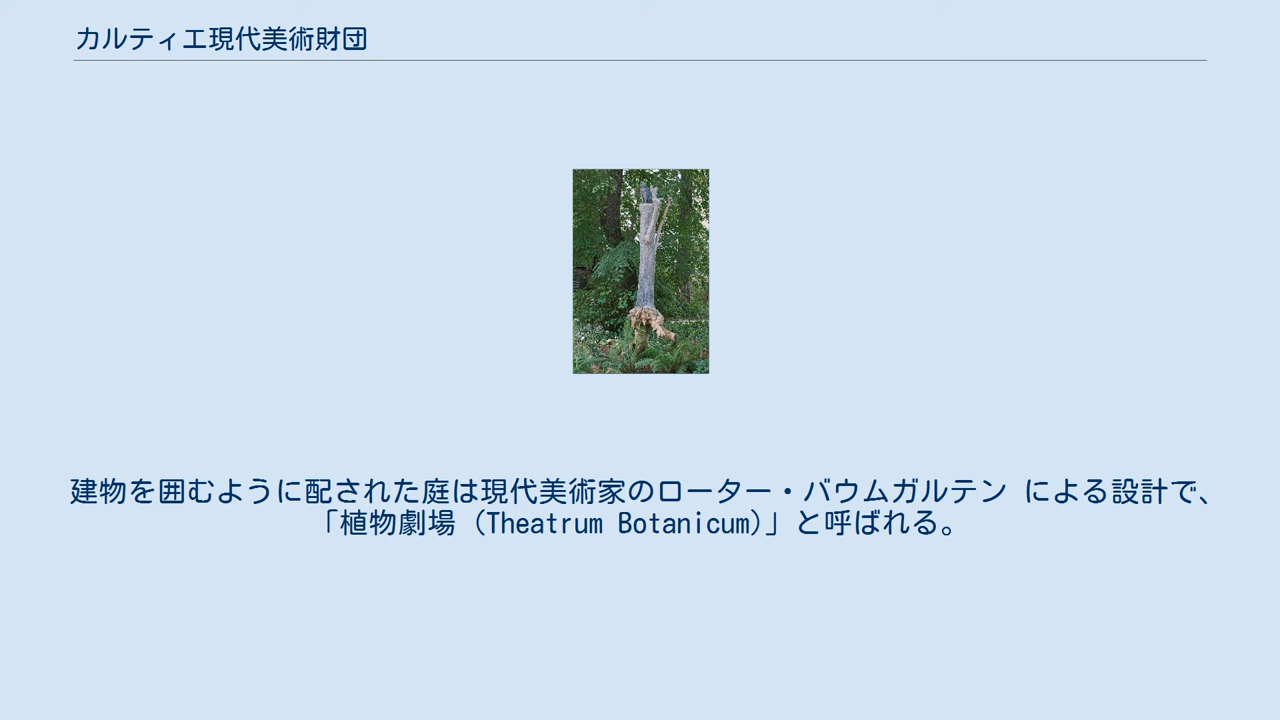 カルティエ現代美術財団
建物を囲むように配された庭は現代美術家のローター・バウムガルテン による設計で、
「植物劇場 (Theatrum Botanicum)」と呼ばれる。